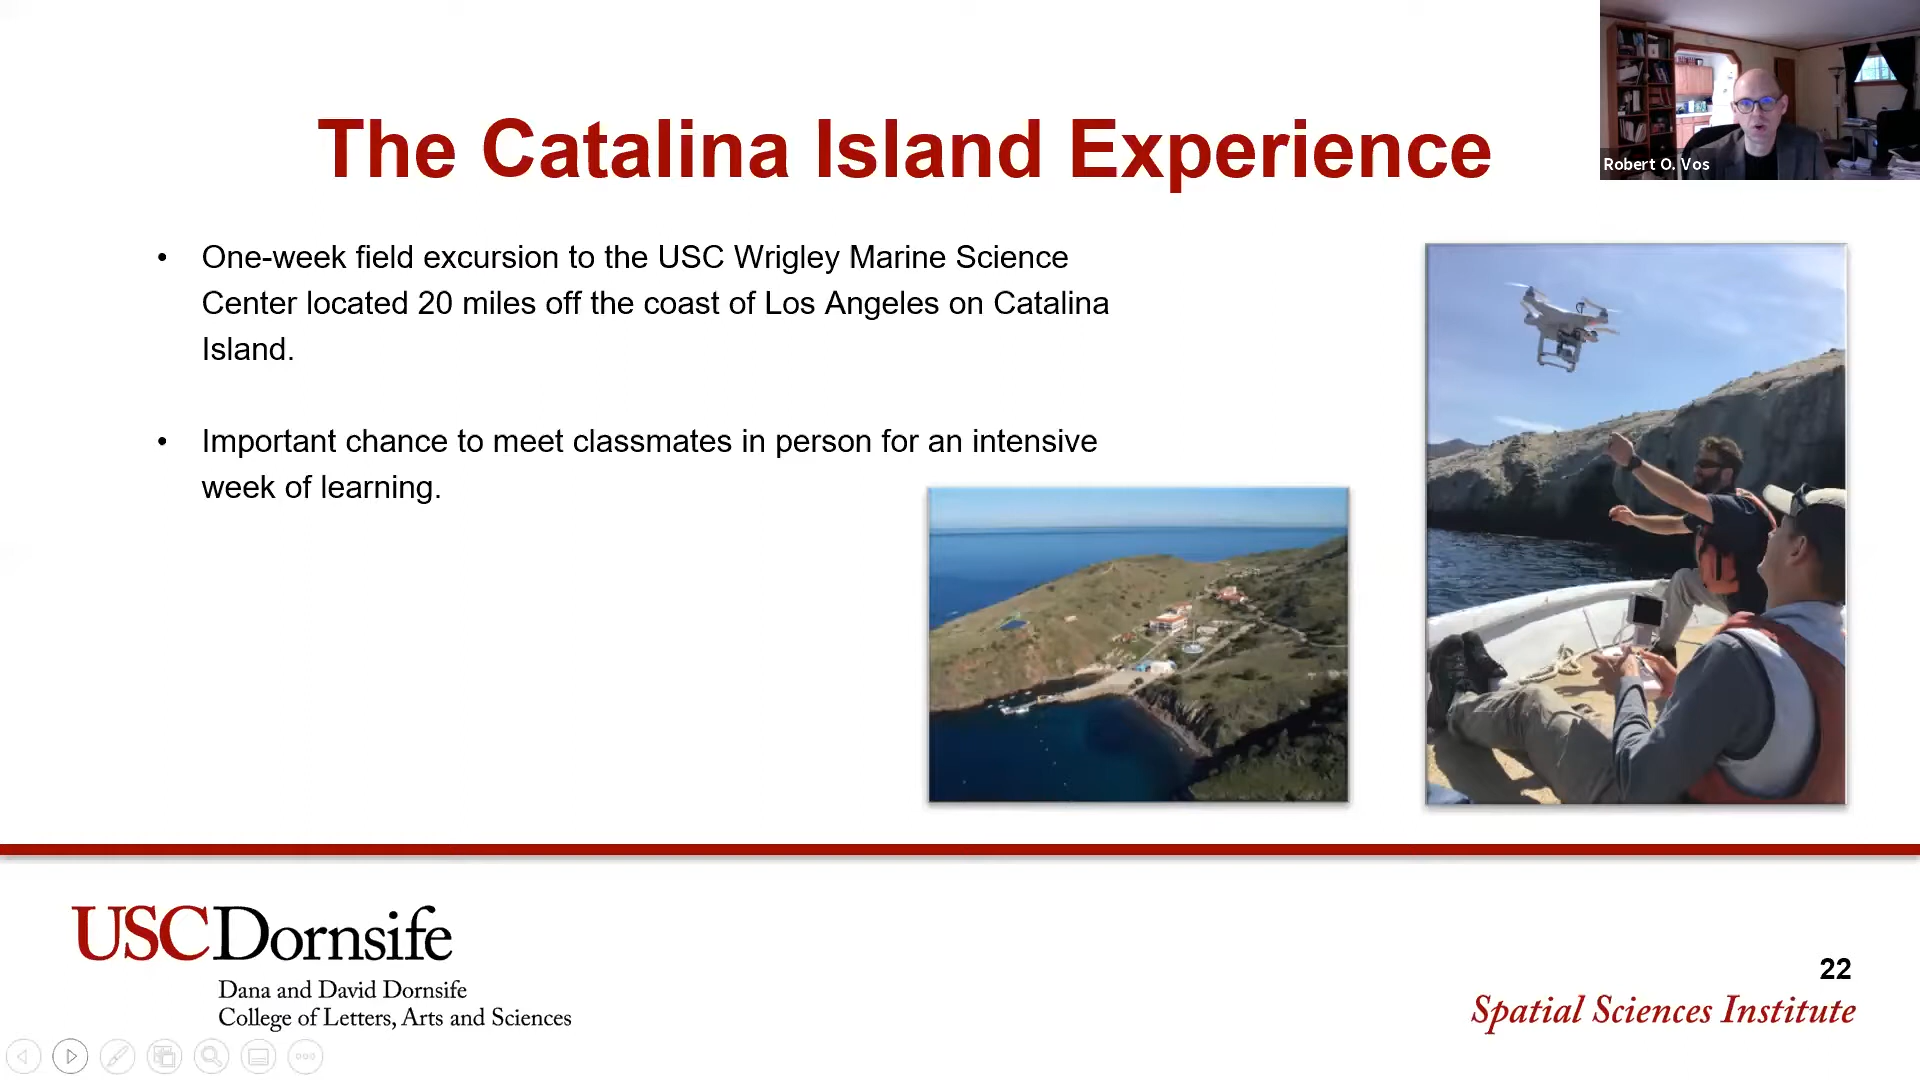 The Catalina Island Experience
Robert O. Vos
• One-week field excursion to the USC Wrigley Marine Science
Center located 20 miles off the coast of Los Angeles on Catalina
Island.
• Important chance to meet classmates in person for an intensive
week of learning.
USCDornsife
Dana and David Dornsife
College of Letters, Arts and Sciences
22
Spatial Sciences Institute